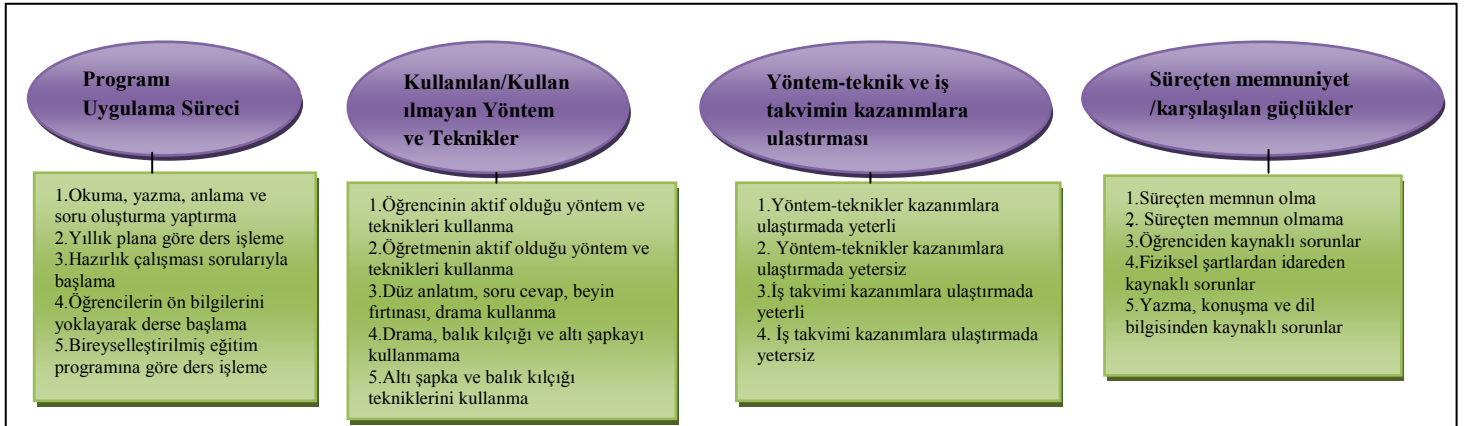 Programı
Uygulama Süreci
1.Okuma, yazma, anlama ve
soru oluşturma yaptırma
2.Yıllık plana göre ders işleme
3.Hazırlık çalışması sorularıyla
başlama
4.Öğrencilerin ön bilgilerini
yoklayarak derse başlama
5.Bireyselleştirilmiş eğitim
programına göre ders işleme
Kullanılan/Kullan
ılmayan Yöntem
ve Teknikler
1.Öğrencinin aktif olduğu yöntem ve
teknikleri kullanma
2.Öğretmenin aktif olduğu yöntem ve
teknikleri kullanma
3.Düz anlatım, soru cevap, beyin
fırtınası, drama kullanma
4.Drama, balık kılçığı ve altı şapkayı
kullanmama
5.Altı şapka ve balık kılçığı
tekniklerini kullanma
Yöntem-teknik ve iş
takvimin kazanımlara
ulastırması
1.Yöntem-teknikler kazanımlara
ulaştırmada yeterli
2. Yöntem-teknikler kazanımlara
ulaştırmada yetersiz
3.İş takvimi kazanımlara ulaştırmada
yeterli
4. İş takvimi kazanımlara ulaştırmada
yetersiz
Süreçten memnuniyet
/karşılaşılan güçlükler
1.Süreçten memnun olma
2. Süreçten memnun olmama
3.Öğrenciden kaynaklı sorunlar
4.Fiziksel şartlardan idareden
kaynaklı sorunlar
5.Yazma, konuşma ve dil
bilgisinden kaynaklı sorunlar